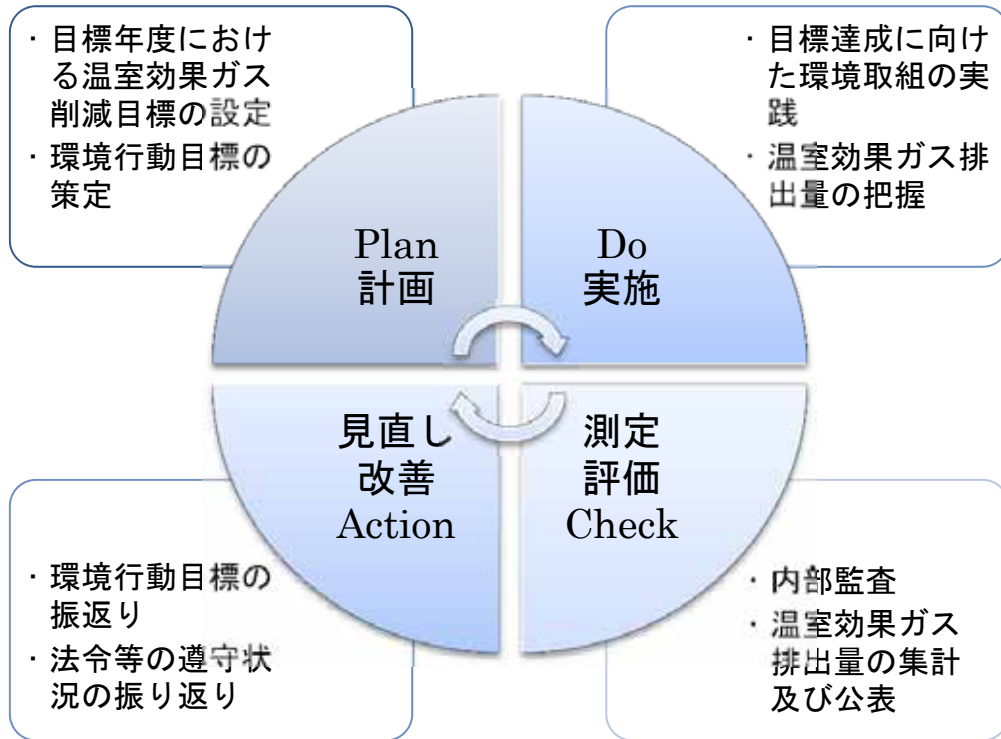 ・目標年度におけ
る温室効果ガス
削減目標の設定
・環境行動目標の
策定
Plan
計画
・目標達成に向け
た環境取組の実
践
・温室効果ガス排
出量の把握
Do
実施
見直し
改善
Action
・環境行動目標の
振返り
・法令等の遵守状
況の振り返り
測定
評価
Check
・内部監査
・温室効果ガス
排出量の集計
及び公表